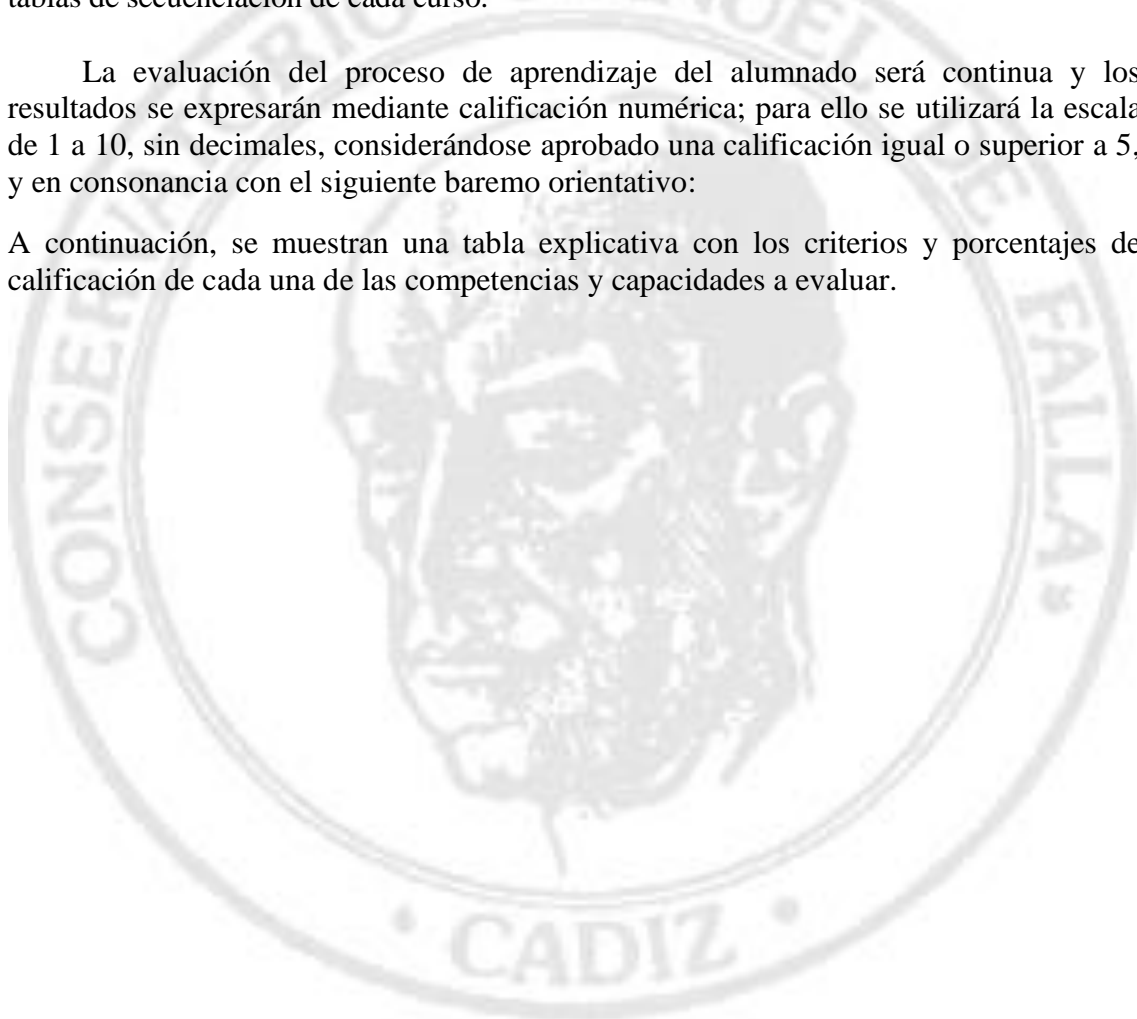 tablas de secuenciación de cada curso.
La evaluación del proceso de aprendizaje del alumnado será continua y los
resultados se expresarán mediante calificación numérica; para ello se utilizará la escala
de 1 a 10, sin decimales, considerándose aprobado una calificación igual o superior a 5,
y en consonancia con el siguiente baremo orientativo:
A continuación, se muestran una tabla explicativa con los criterios y porcentajes de
calificación de cada una de las competencias y capacidades a evaluar.
DE FALLA
CADIZ